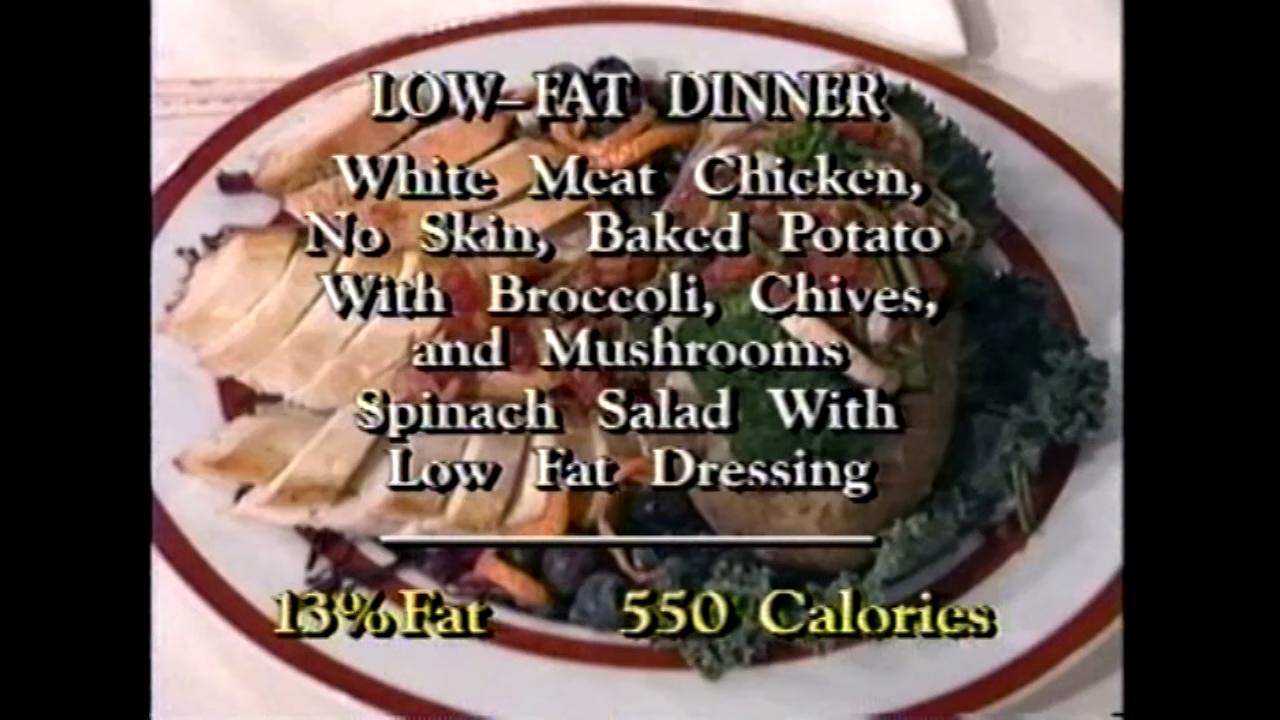 LOW-FAT DINNER
White Meat Chicken,
No Skin, Baked Potato
With Broccoli, Chives,
and Mushrooms
Spinach Salad With
Low Fat Dressing
13% Fat 550 Calories